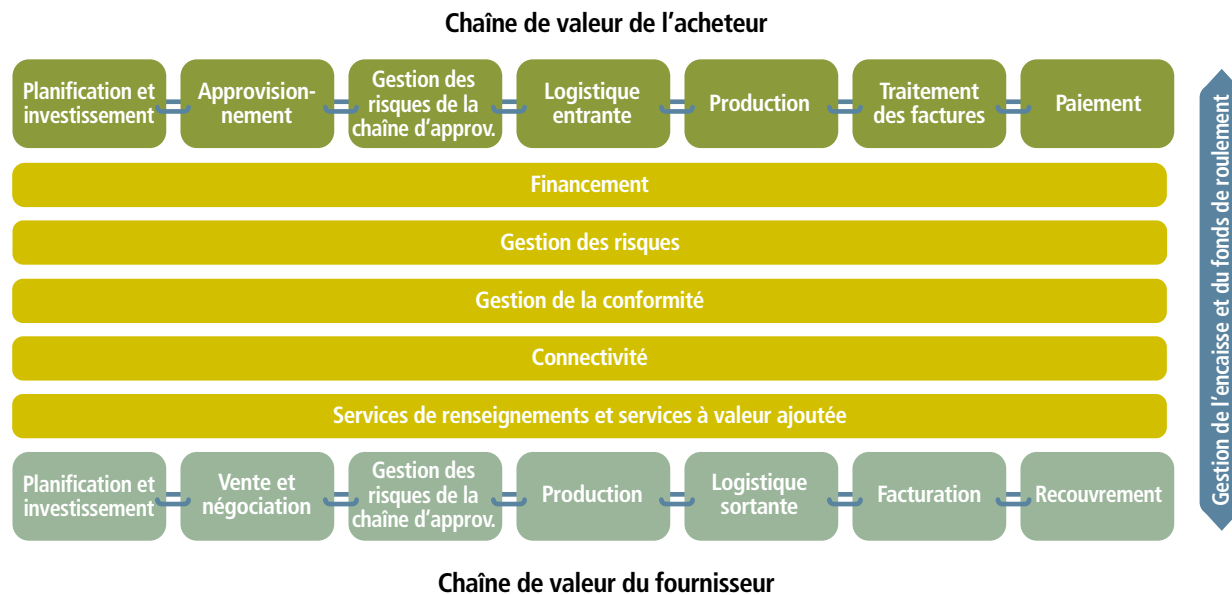 Chaîne de valeur de l’acheteur
Planification et
investissement
Approvision-
nement
Gestion des
risques de la
chaîne d’approv.
Logistique
entrante
Production
Traitement
des factures
Paiement
Financement
Gestion des risques
Gestion de la conformité
Connectivité
Services de renseignements et services à valeur ajoutée
Planification et
investissement
Vente et
négociation
Gestion des
risques de la
chaîne d’approv.
Production
Logistique
sortante
Facturation
Recouvrement
Chaîne de valeur du fournisseur
Gestion de l’encaisse et du fonds de roulement